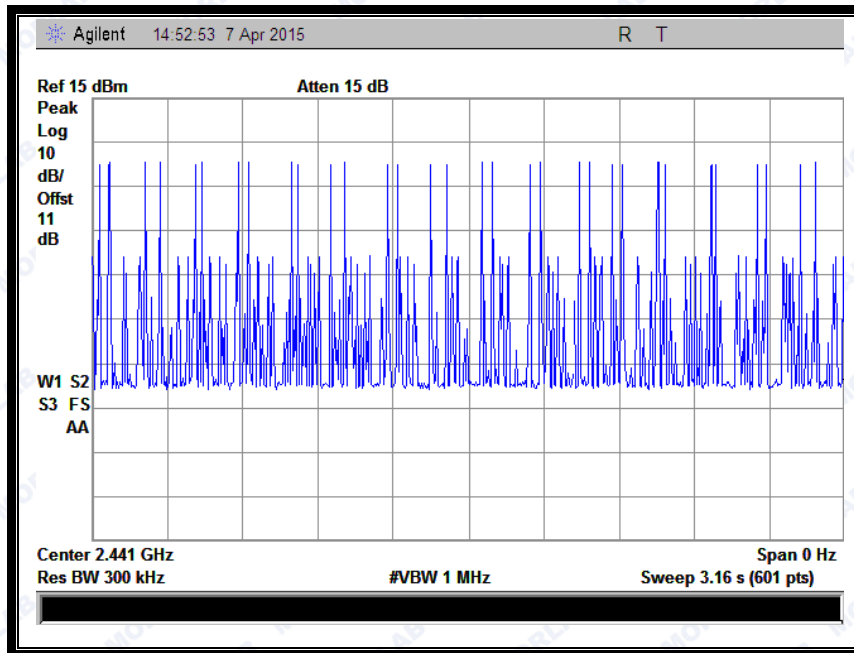 Agilent 14:52:53 7 Apr 2015 R T
Ref 15 dBm Atten 15 dB
Peak
Log
10
dB/
Offst
11
dB
W1 S2
S3 FS
AA
Center 2.441 GHz Span 0 Hz
Res BW 300 kHz #VBW 1 MHz Sweep 3.16 s (601 pts)